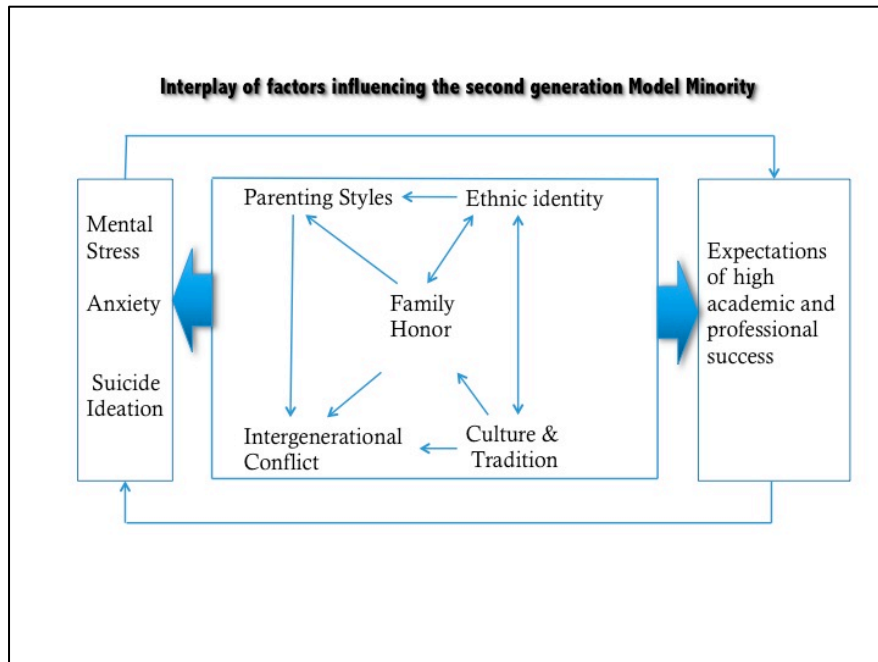 Interplay of factors influencing the second generation Model Minority
Mental
Stress
Anxiety
Suicide
Ideation
Parenting Styles
Ethnic identity
Family
Honor
Intergenerational
Conflict
Culture &
Tradition
Expectations
of high
academic and
professional
success